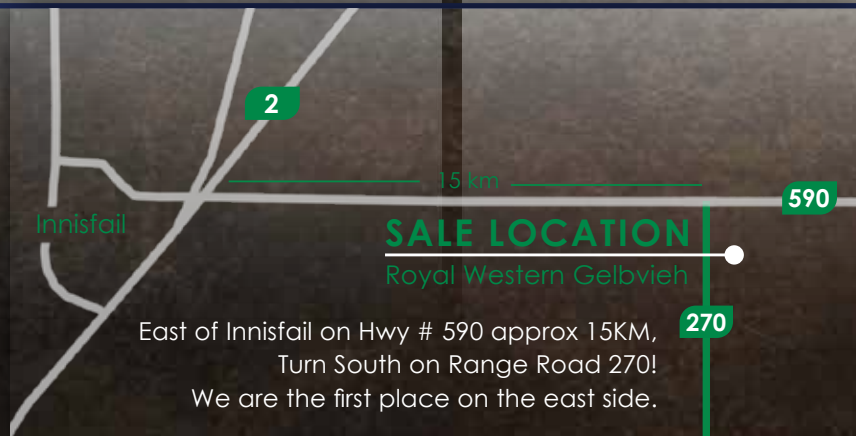 2
15 km
590
Innisfail
SALE LOCATION
Royal Western Gelbvieh
270
East of Innisfail on Hwy # 590 approx 15KM,
Turn South on Range Road 270!
We are the first place on the east side.